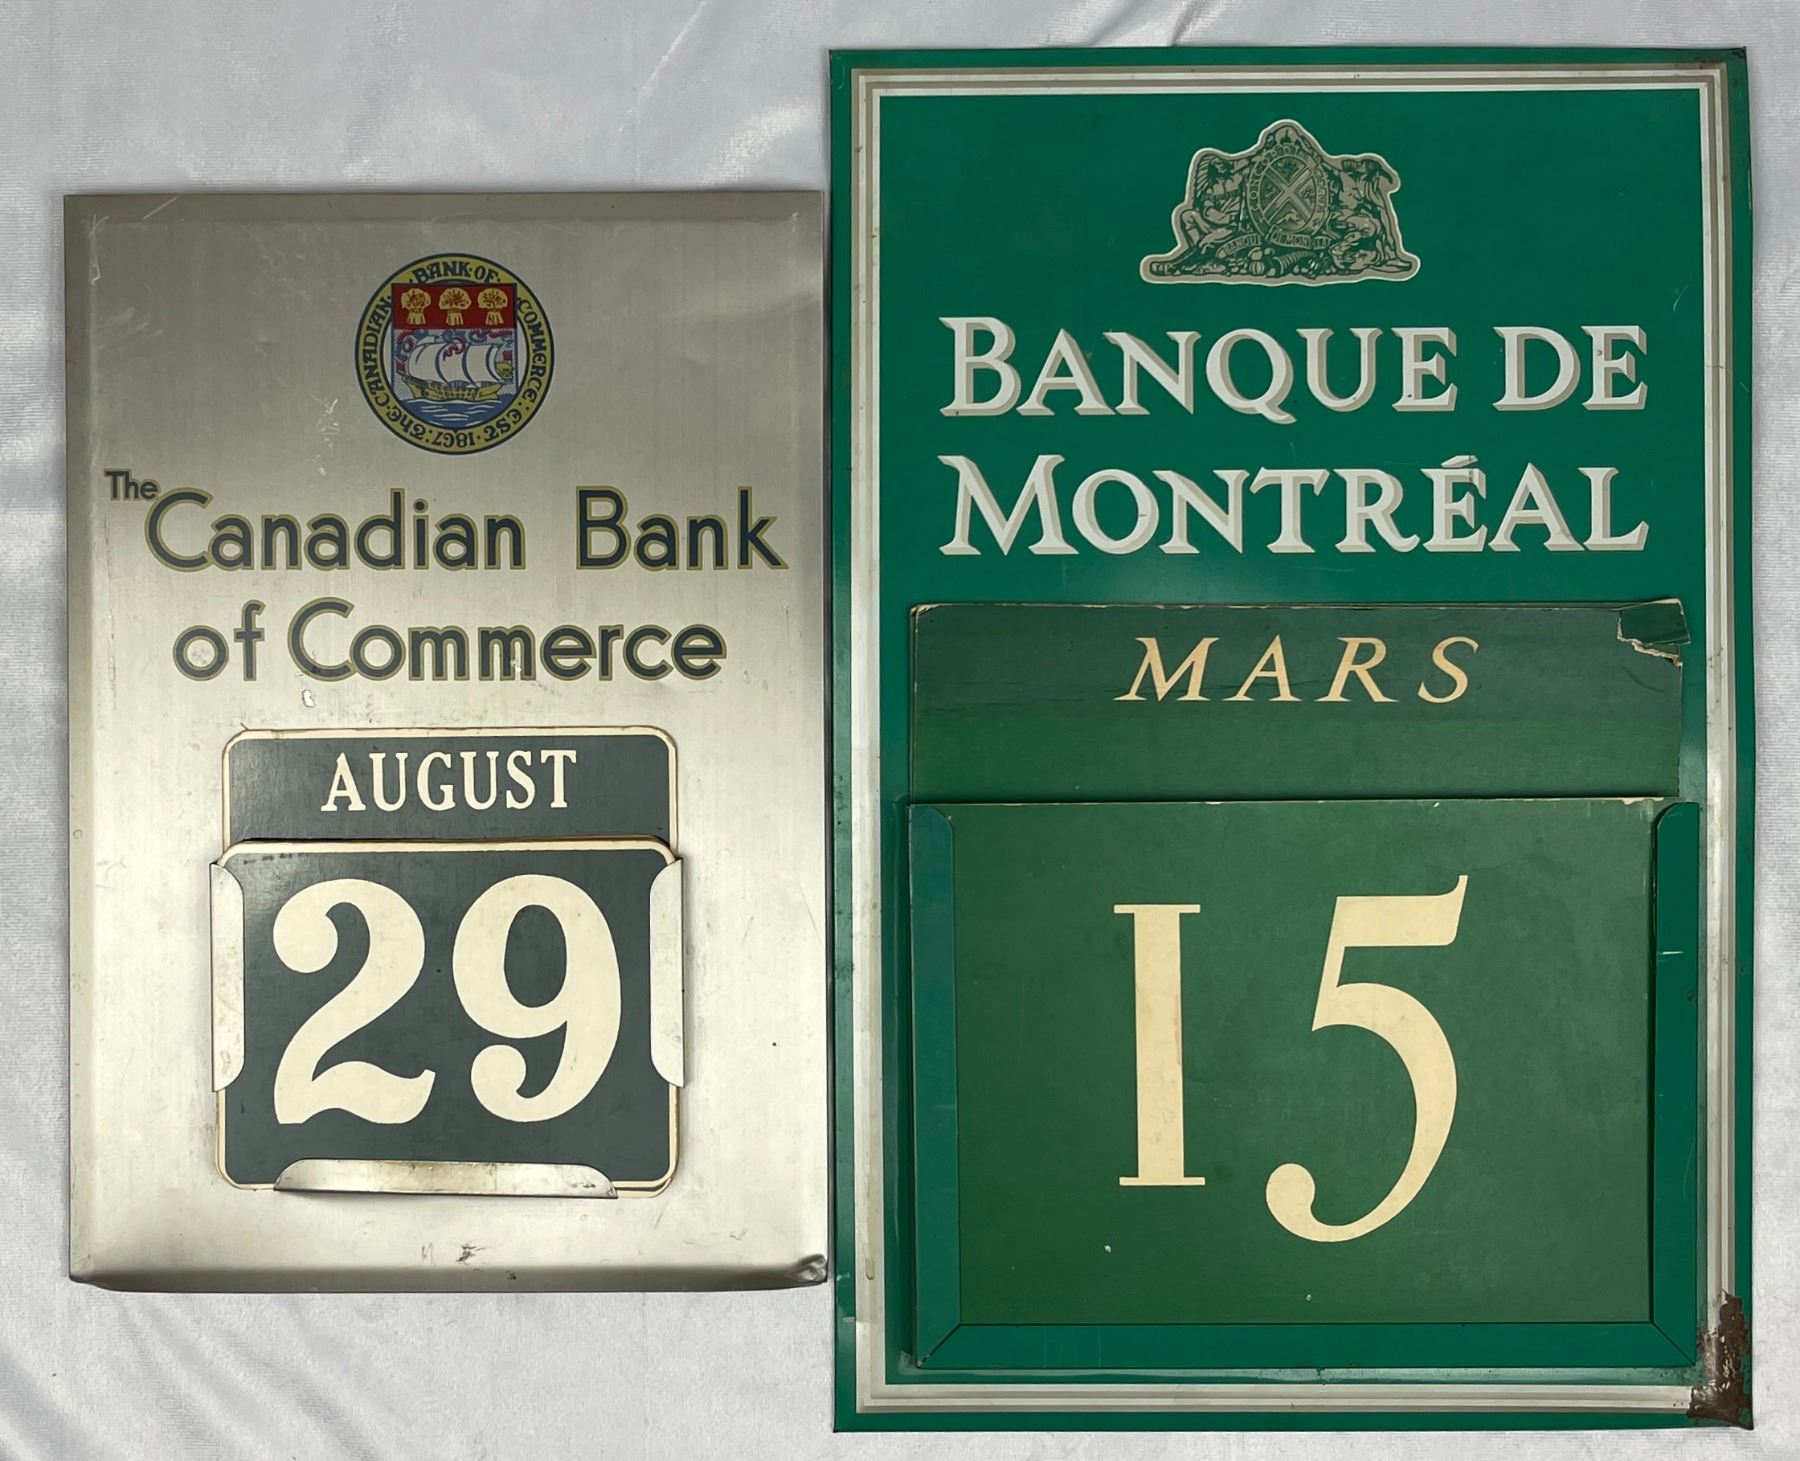 THE · CANADIAN · BANK · OF · COMMERCE : EST : 1867
The
Canadian Bank
of Commerce
AUGUST
29
BANQUE DE
MONTRÉAL
MARS
15